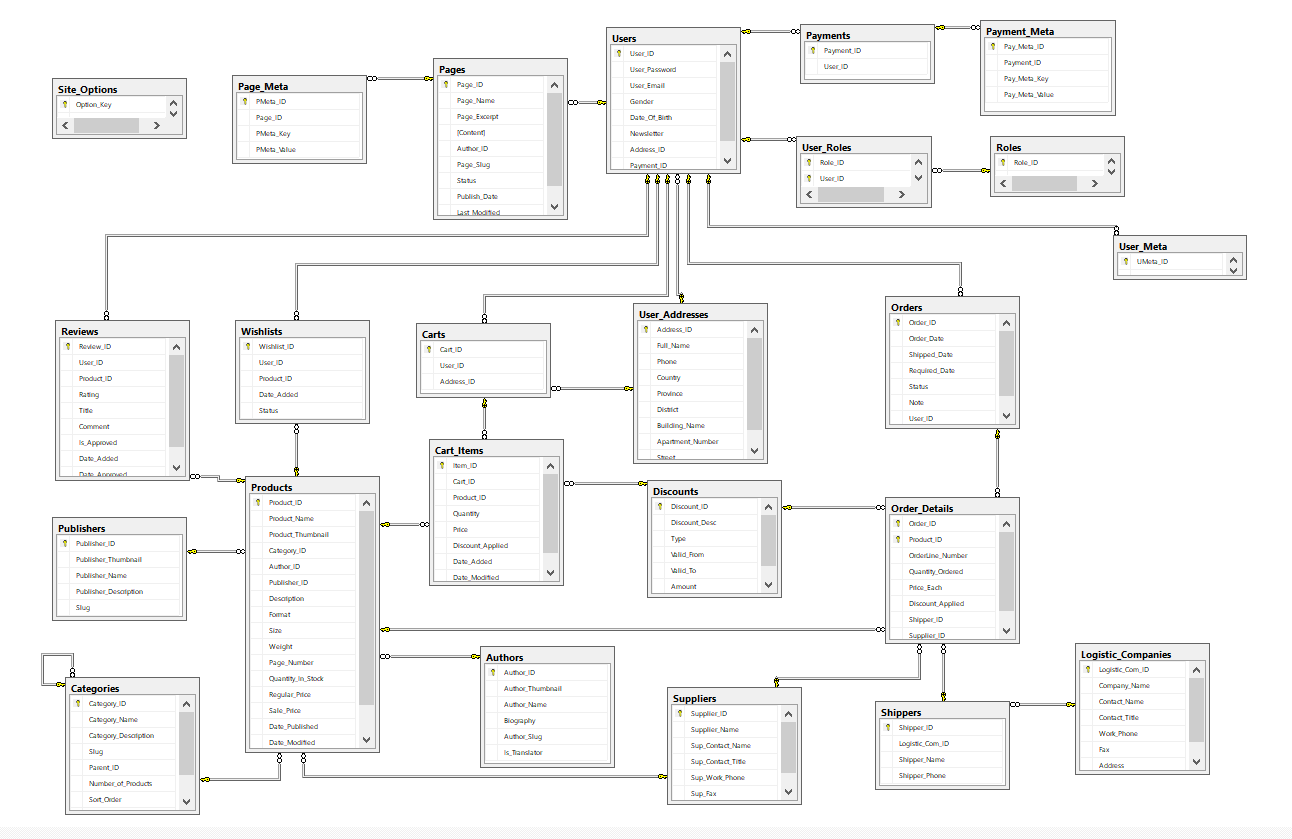 Site_Options
Option_Key
Page_Meta
PMeta_ID
Page_ID
PMeta_Key
PMeta_Value
Pages
Page_ID
Page_Name
Page_Excerpt
[Content]
Author_ID
Page_Slug
Status
Publish_Date
Last_Modified
Users
User_ID
User_Password
User_Email
Gender
Date_Of_Birth
Newsletter
Address_ID
Payment_ID
Payments
Payment_ID
User_ID
Payment_Meta
Pay_Meta_ID
Payment_ID
Pay_Meta_Key
Pay_Meta_Value
User_Roles
Role_ID
User_ID
Roles
Role_ID
User_Meta
UMeta_ID
Reviews
Review_ID
User_ID
Product_ID
Rating
Title
Comment
Is_Approved
Date_Added
Date_Approved
Wishlists
Wishlist_ID
User_ID
Product_ID
Date_Added
Status
Carts
Cart_ID
User_ID
Address_ID
User_Addresses
Address_ID
Full_Name
Phone
Country
Province
District
Building_Name
Apartment_Number
Street
Orders
Order_ID
Order_Date
Shipped_Date
Required_Date
Status
Note
User_ID
Cart_Items
Item_ID
Cart_ID
Product_ID
Quantity
Price
Discount_Applied
Date_Added
Date_Modified
Products
Product_ID
Product_Name
Product_Thumbnail
Category_ID
Author_ID
Publisher_ID
Description
Format
Size
Weight
Page_Number
Quantity_In_Stock
Regular_Price
Sale_Price
Date_Published
Date_Modified
Discounts
Discount_ID
Discount_Desc
Type
Valid_From
Valid_To
Amount
Order_Details
Order_ID
Product_ID
OrderLine_Number
Quantity_Ordered
Price_Each
Discount_Applied
Shipper_ID
Supplier_ID
Publishers
Publisher_ID
Publisher_Thumbnail
Publisher_Name
Publisher_Description
Slug
Categories
Category_ID
Category_Name
Category_Description
Slug
Parent_ID
Number_of_Products
Sort_Order
Authors
Author_ID
Author_Thumbnail
Author_Name
Biography
Author_Slug
Is_Translator
Suppliers
Supplier_ID
Supplier_Name
Sup_Contact_Name
Sup_Contact_Title
Sup_Work_Phone
Sup_Fax
Shippers
Shipper_ID
Logistic_Com_ID
Shipper_Name
Shipper_Phone
Logistic_Companies
Logistic_Com_ID
Company_Name
Contact_Name
Contact_Title
Work_Phone
Fax
Address